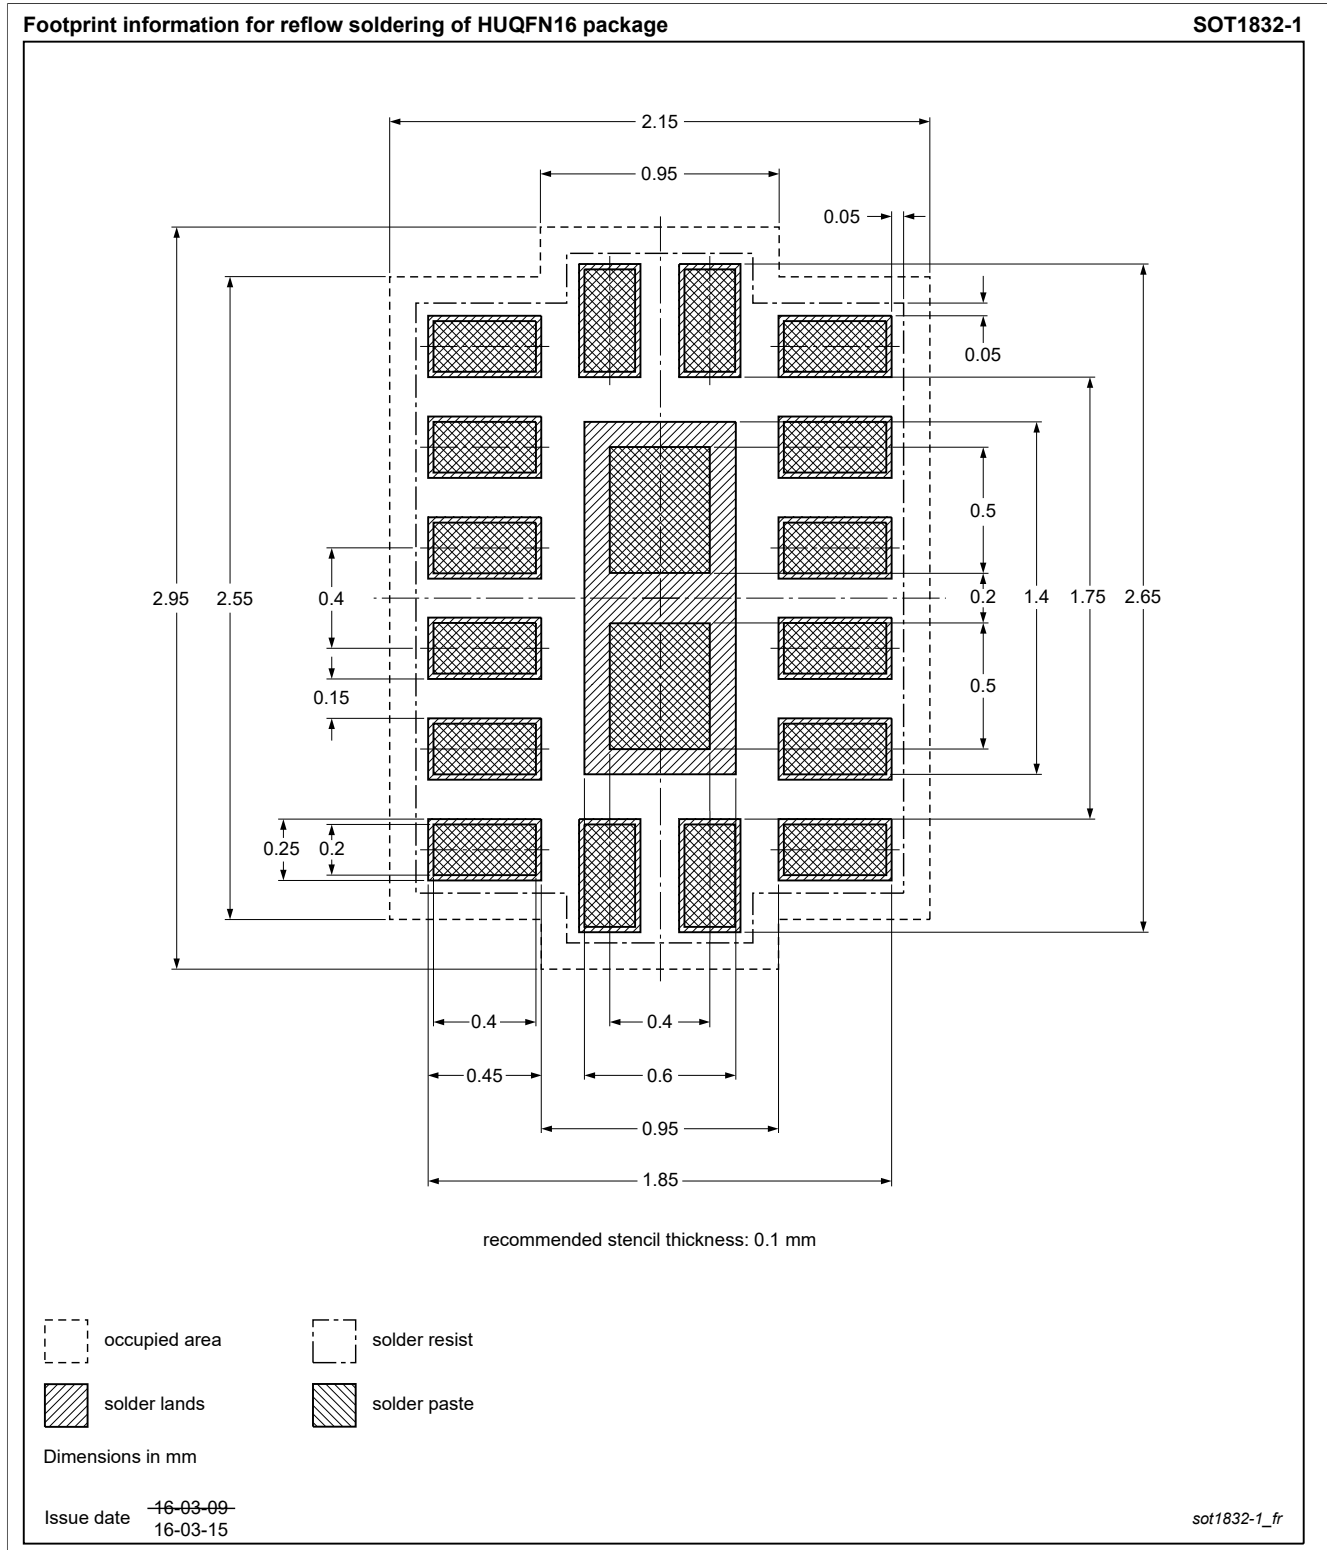 Footprint information for reflow soldering of HUQFN16 package SOT1832-1
2.15
0.95
0.05
0.05
0.5
2.95 2.55 0.4 0.2 1.4 1.75 2.65
0.5
0.15
0.25 0.2
0.4 0.4
0.45 0.6
0.95
1.85
recommended stencil thickness: 0.1 mm
occupied area solder resist
solder lands solder paste
Dimensions in mm
Issue date 16-03-09
16-03-15
sot1832-1_fr